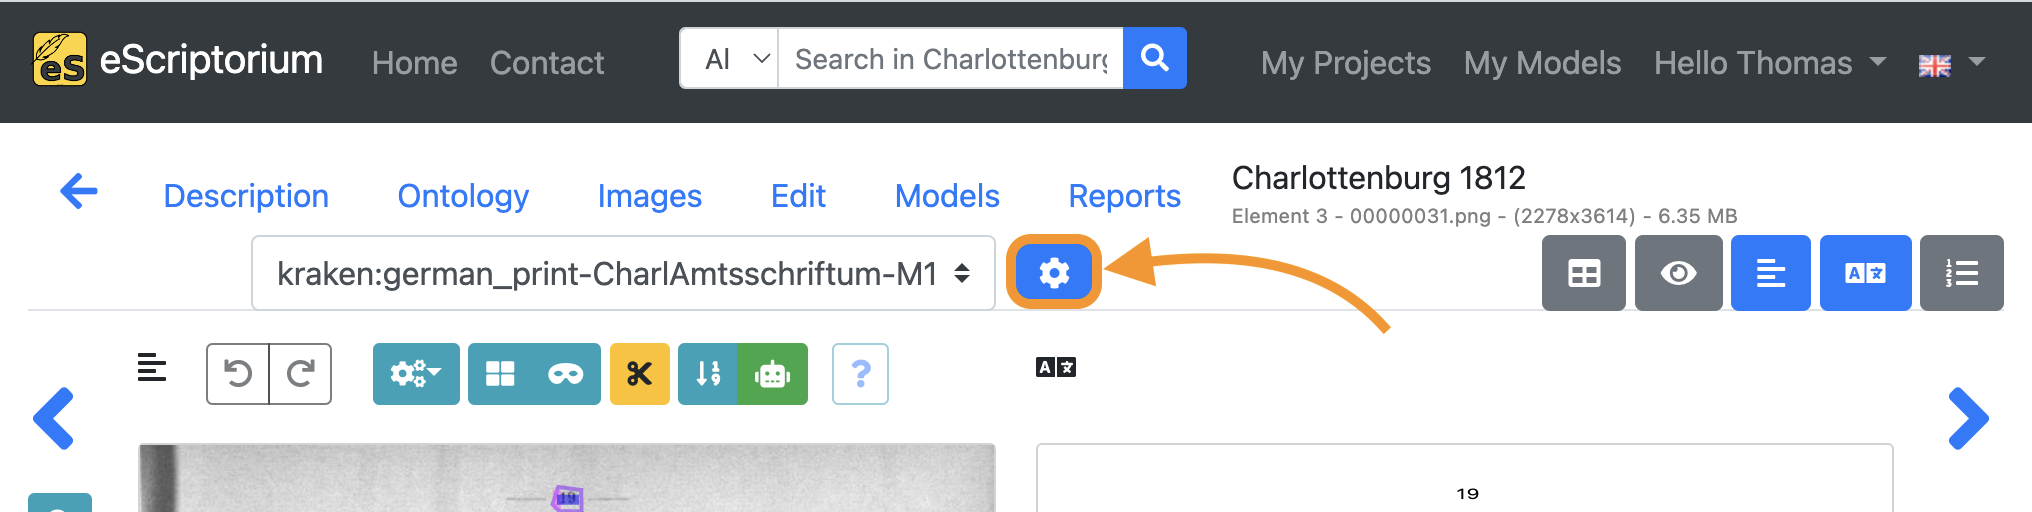 eS eScriptorium Home Contact Al Search in Charlottenburg My Projects My Models Hello Thomas
Description Ontology Images Edit Models Reports Charlottenburg 1812
Element 3 - 00000031.png - (2278x3614) - 6.35 MB
kraken:german_print-CharlAmtsschriftum-M1
19
19